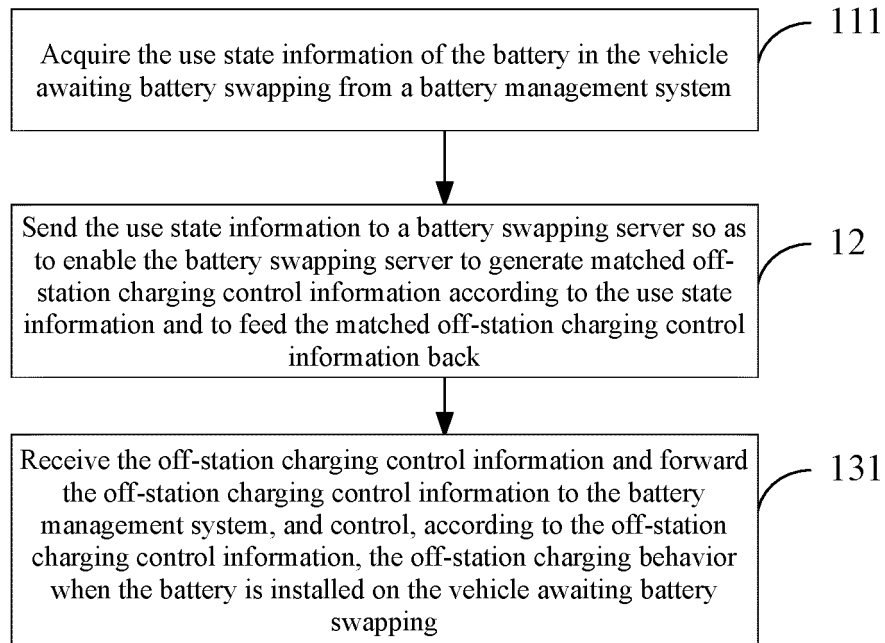 111
Acquire the use state information of the battery in the vehicle
awaiting battery swapping from a battery management system
12
Send the use state information to a battery swapping server so as
to enable the battery swapping server to generate matched off-
station charging control information according to the use state
information and to feed the matched off-station charging control
information back
131
Receive the off-station charging control information and forward
the off-station charging control information to the battery
management system, and control, according to the off-station
charging control information, the off-station charging behavior
when the battery is installed on the vehicle awaiting battery
swapping